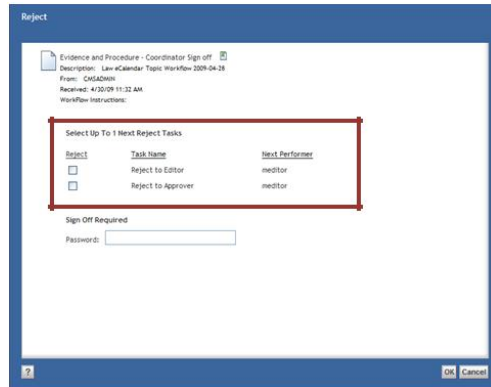 Reject
Evidence and Procedure - Coordinator Sign off
Description: Law eCalendar Topic Workflow 2009-04-28
From: CMSADMIN
Received: 4/30/09 11:32 AM
WorkFlow Instructions:
Select Up To 1 Next Reject Tasks
Reject Task Name Next Performer
Reject to Editor meditor
Reject to Approver meditor
Sign Off Required
Password:
? OK Cancel